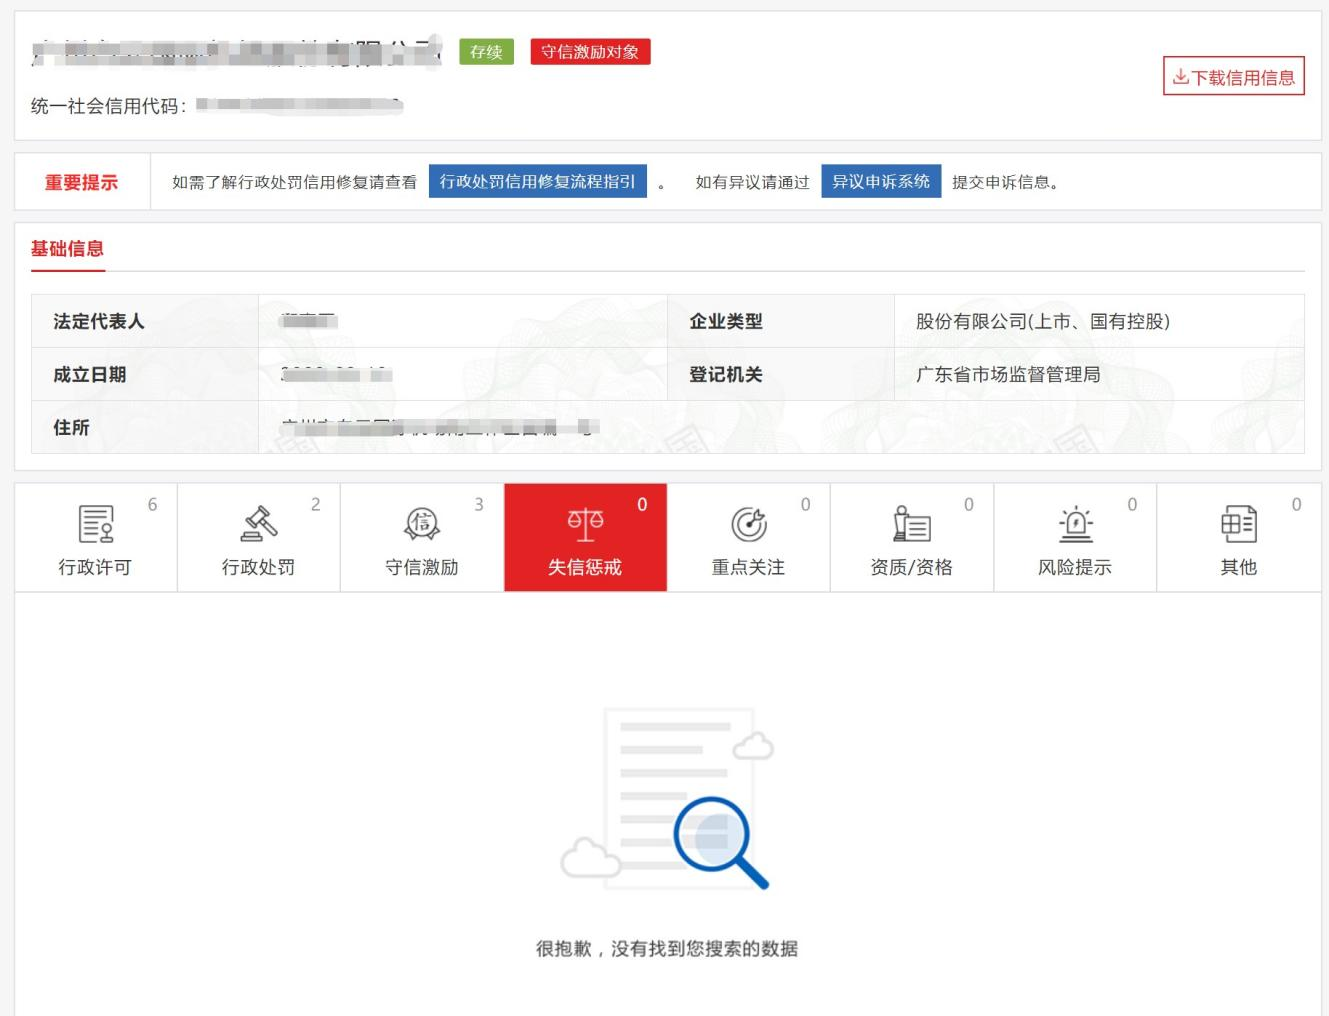 存续 守信激励对象
下载信用信息
统一社会信用代码：
重要提示 如需了解行政处罚信用修复请查看 行政处罚信用修复流程指引 。 如有异议请通过 异议申诉系统 提交申诉信息。
基础信息
法定代表人 企业类型 股份有限公司(上市、国有控股)
成立日期 登记机关 广东省市场监督管理局
住所
6 2 3 0 0 0 0 0
行政许可 行政处罚 守信激励 失信惩戒 重点关注 资质/资格 风险提示 其他
很抱歉，没有找到您搜索的数据